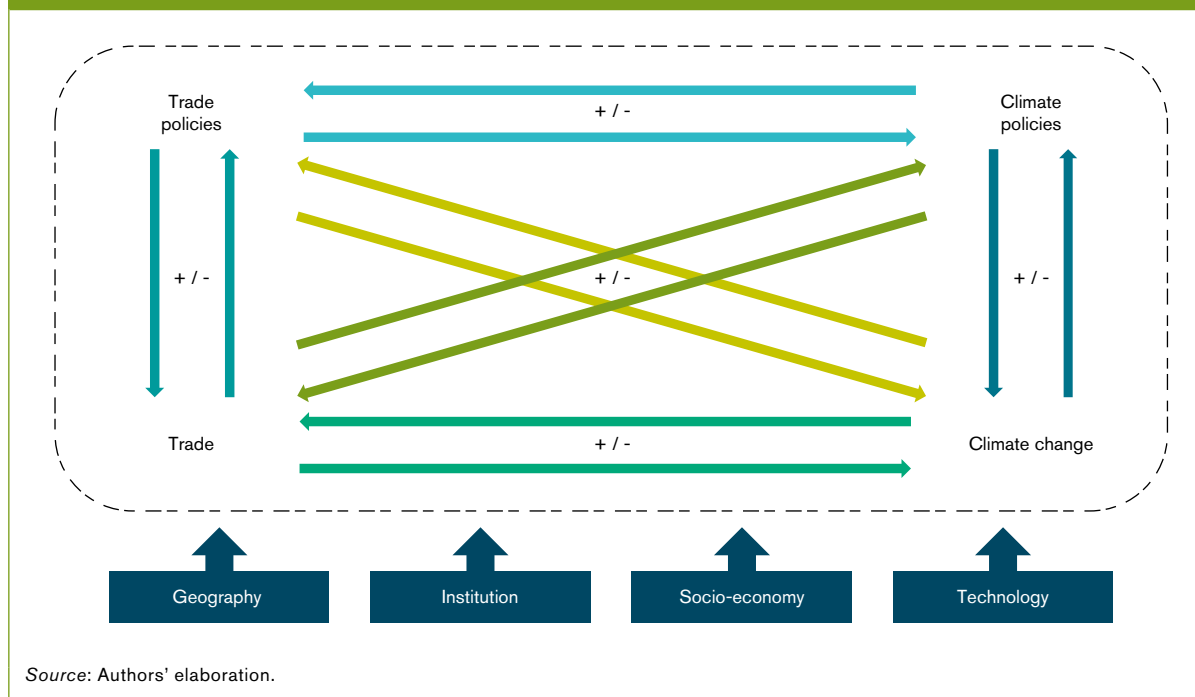 Trade
policies
+ / -
Climate
policies
+ / -
+ / -
+ / -
Trade
+ / -
Climate change
Geography
Institution
Socio-economy
Technology
Source: Authors' elaboration.